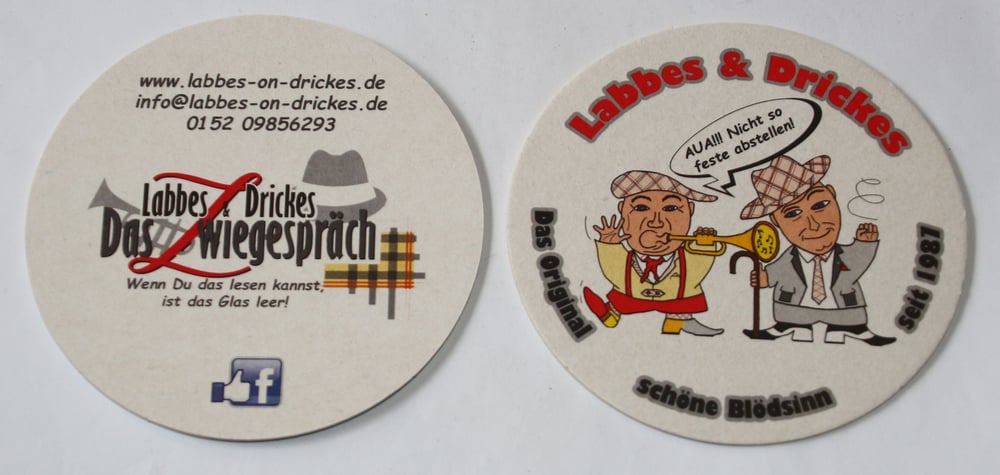 www.labbes-on-drickes.de
info@labbes-on-drickes.de
0152 09856293
Labbes & Drickes
Das Zwiegespräch
Wenn Du das lesen kannst,
ist das Glas leer!
f
Labbes & Drickes
AUA!!! Nicht so
feste abstellen!
Das Original
seit 1987
schöne Blödsinn